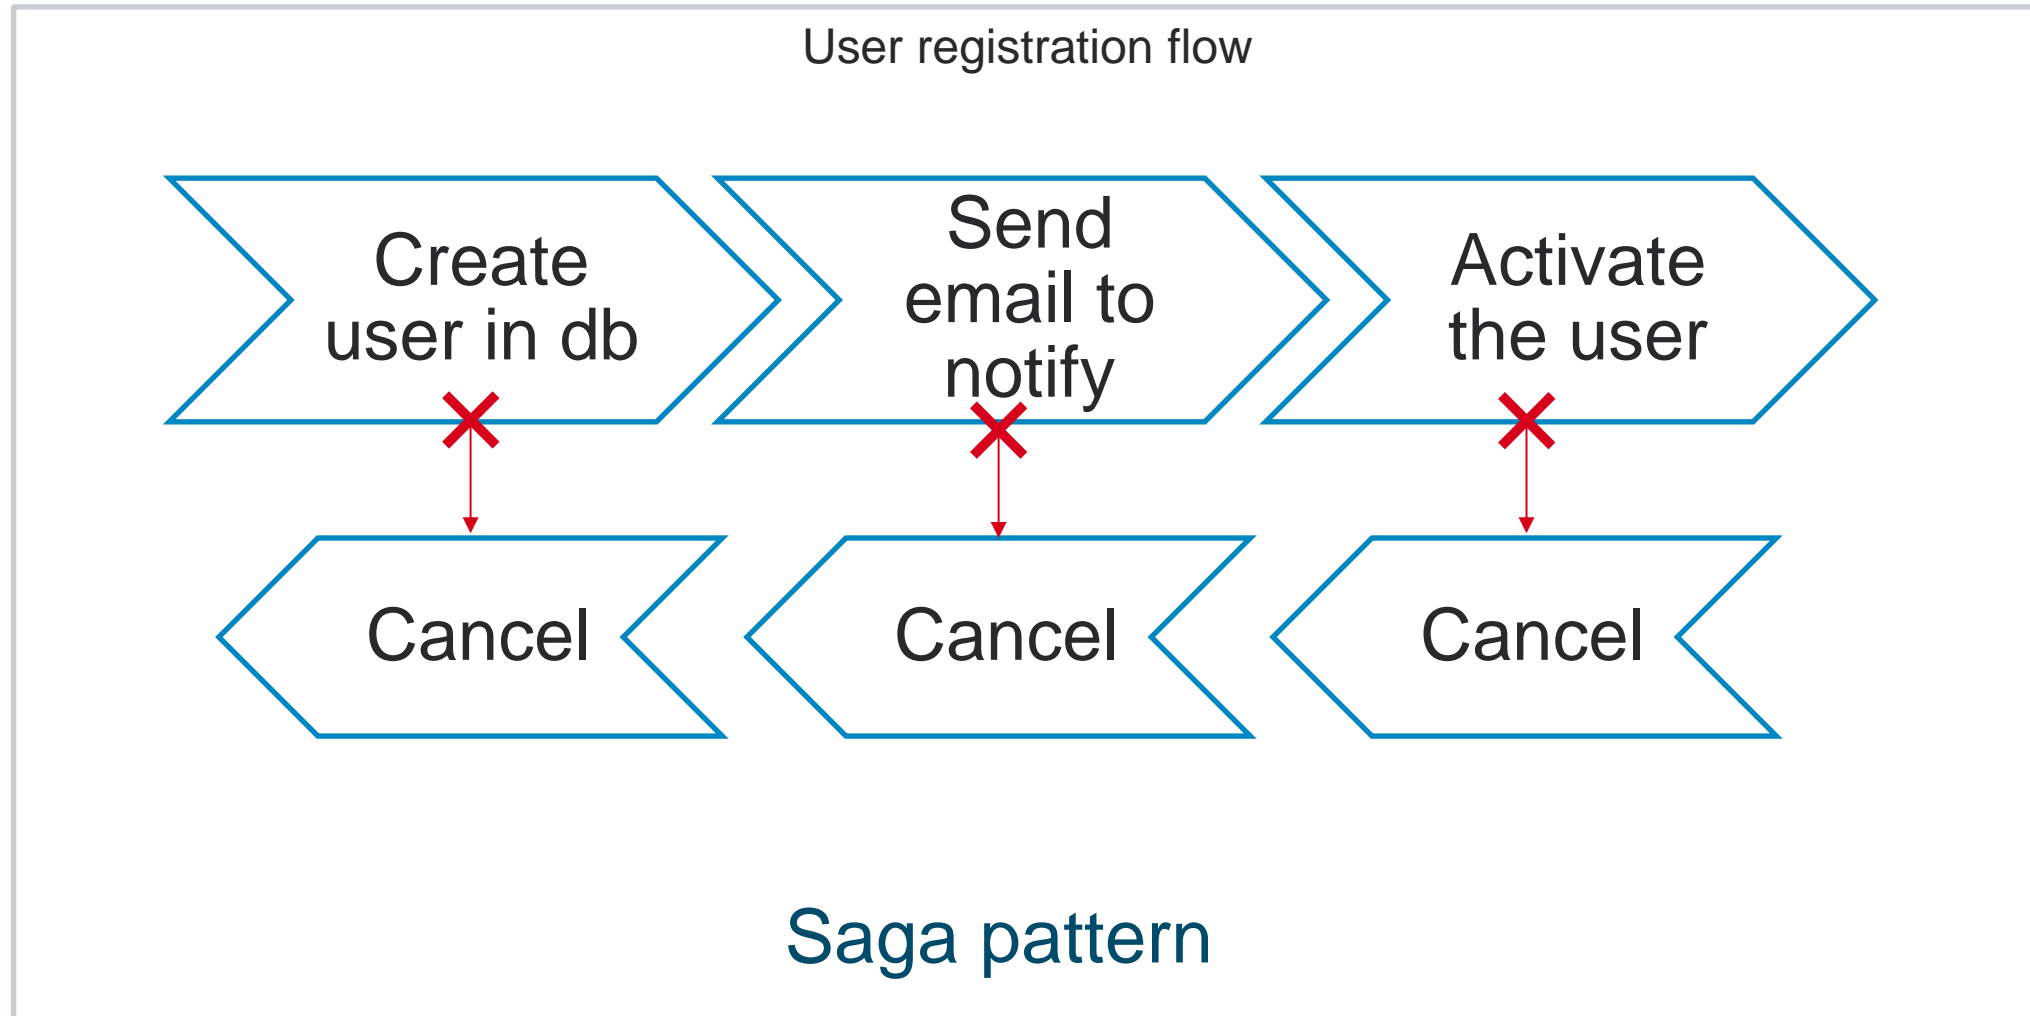 User registration flow
Create
user in db
Send
email to
notify
Activate
the user
Cancel
Cancel
Cancel
Saga pattern